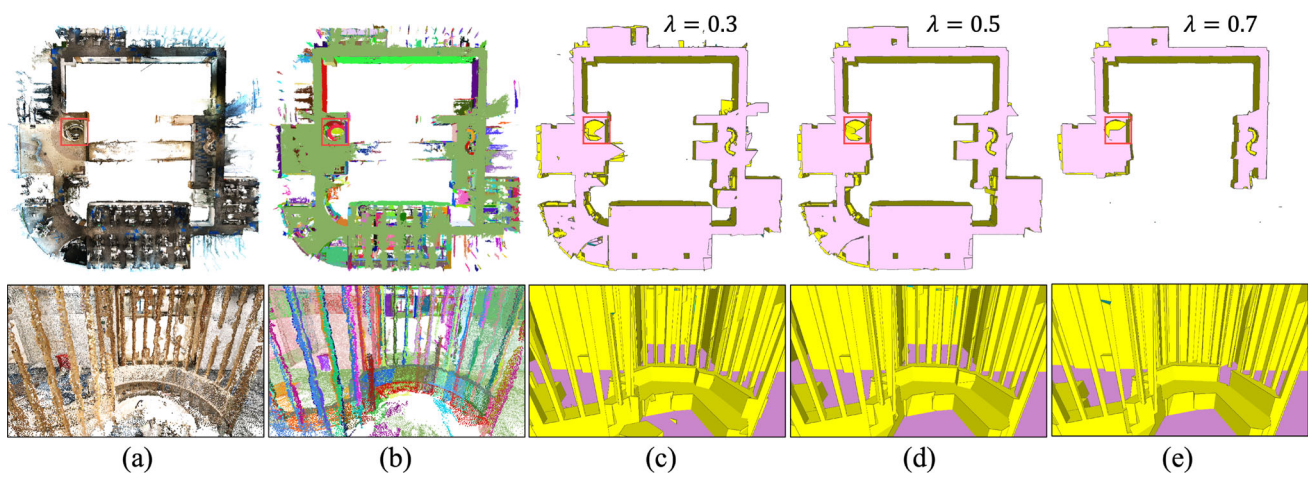 λ = 0.3
λ = 0.5
λ = 0.7
(a)
(b)
(c)
(d)
(e)